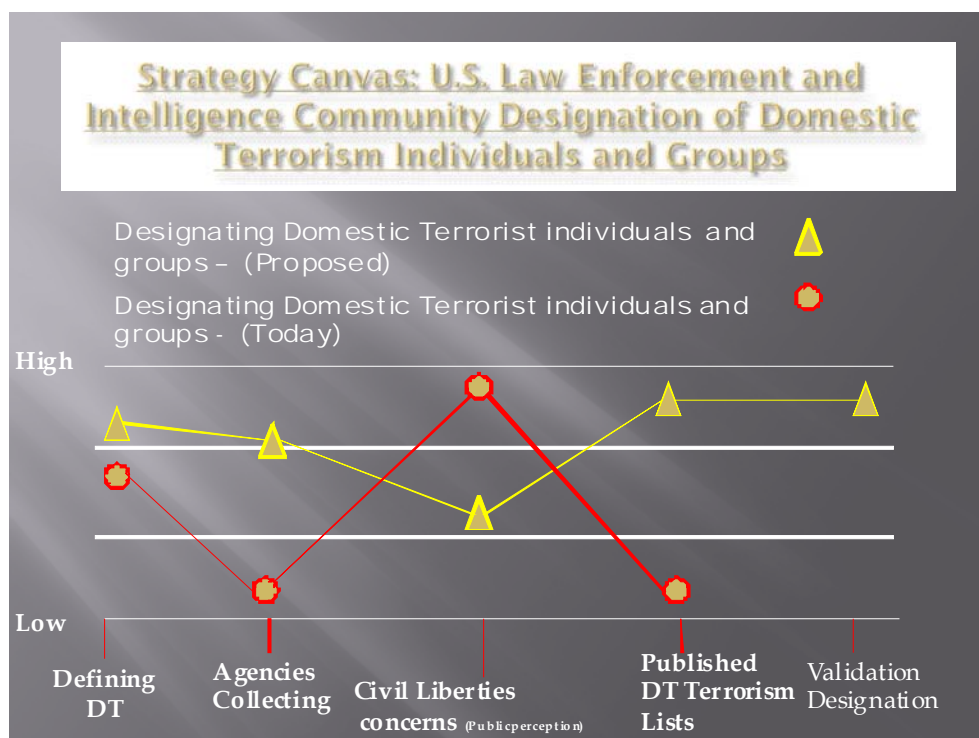 Strategy Canvas: U.S. Law Enforcement and
Intelligence Community Designation of Domestic
Terrorism Individuals and Groups
Designating Domestic Terrorist individuals and
groups – (Proposed)
Designating Domestic Terrorist individuals and
groups - (Today)
High
Low
Defining
DT
Agencies
Collecting
Civil Liberties
concerns (Public perception)
Published
DT Terrorism
Lists
Validation
Designation